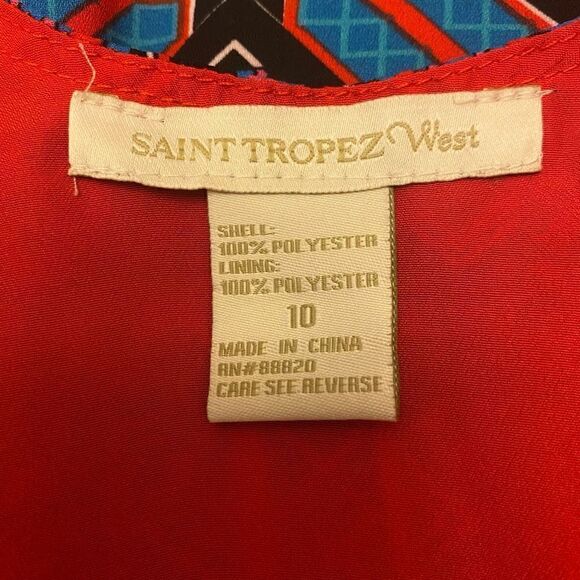 SAINT TROPEZ West
SHELL:
100% POLYESTER
LINING:
100% POLYESTER
10
MADE IN CHINA
RN#88820
CARE SEE REVERSE